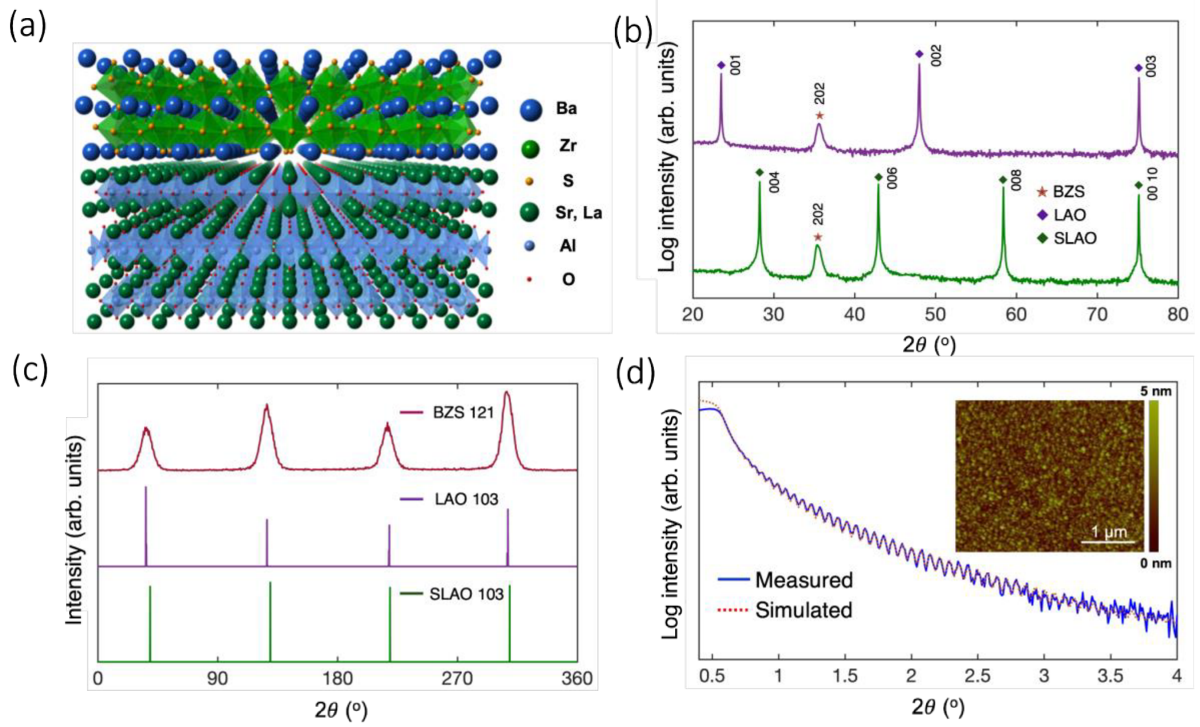 (a)
Ba
Zr
S
Sr, La
Al
O
(b)
Log intensity (arb. units)
001
202
002
003
004
202
006
008
00 10
BZS
LAO
SLAO
20 30 40 50 60 70 80
2θ (°)
(c)
Intensity (arb. units)
BZS 121
LAO 103
SLAO 103
0 90 180 270 360
2θ (°)
(d)
Log intensity (arb. units)
5 nm
1 μm
0 nm
Measured
Simulated
0.5 1 1.5 2 2.5 3 3.5 4
2θ (°)